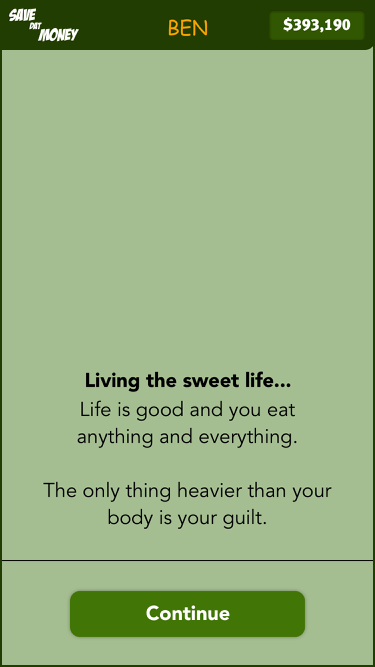 SAVE
DAT
MONEY
BEN
$393,190
Living the sweet life...
Life is good and you eat
anything and everything.
The only thing heavier than your
body is your guilt.
Continue